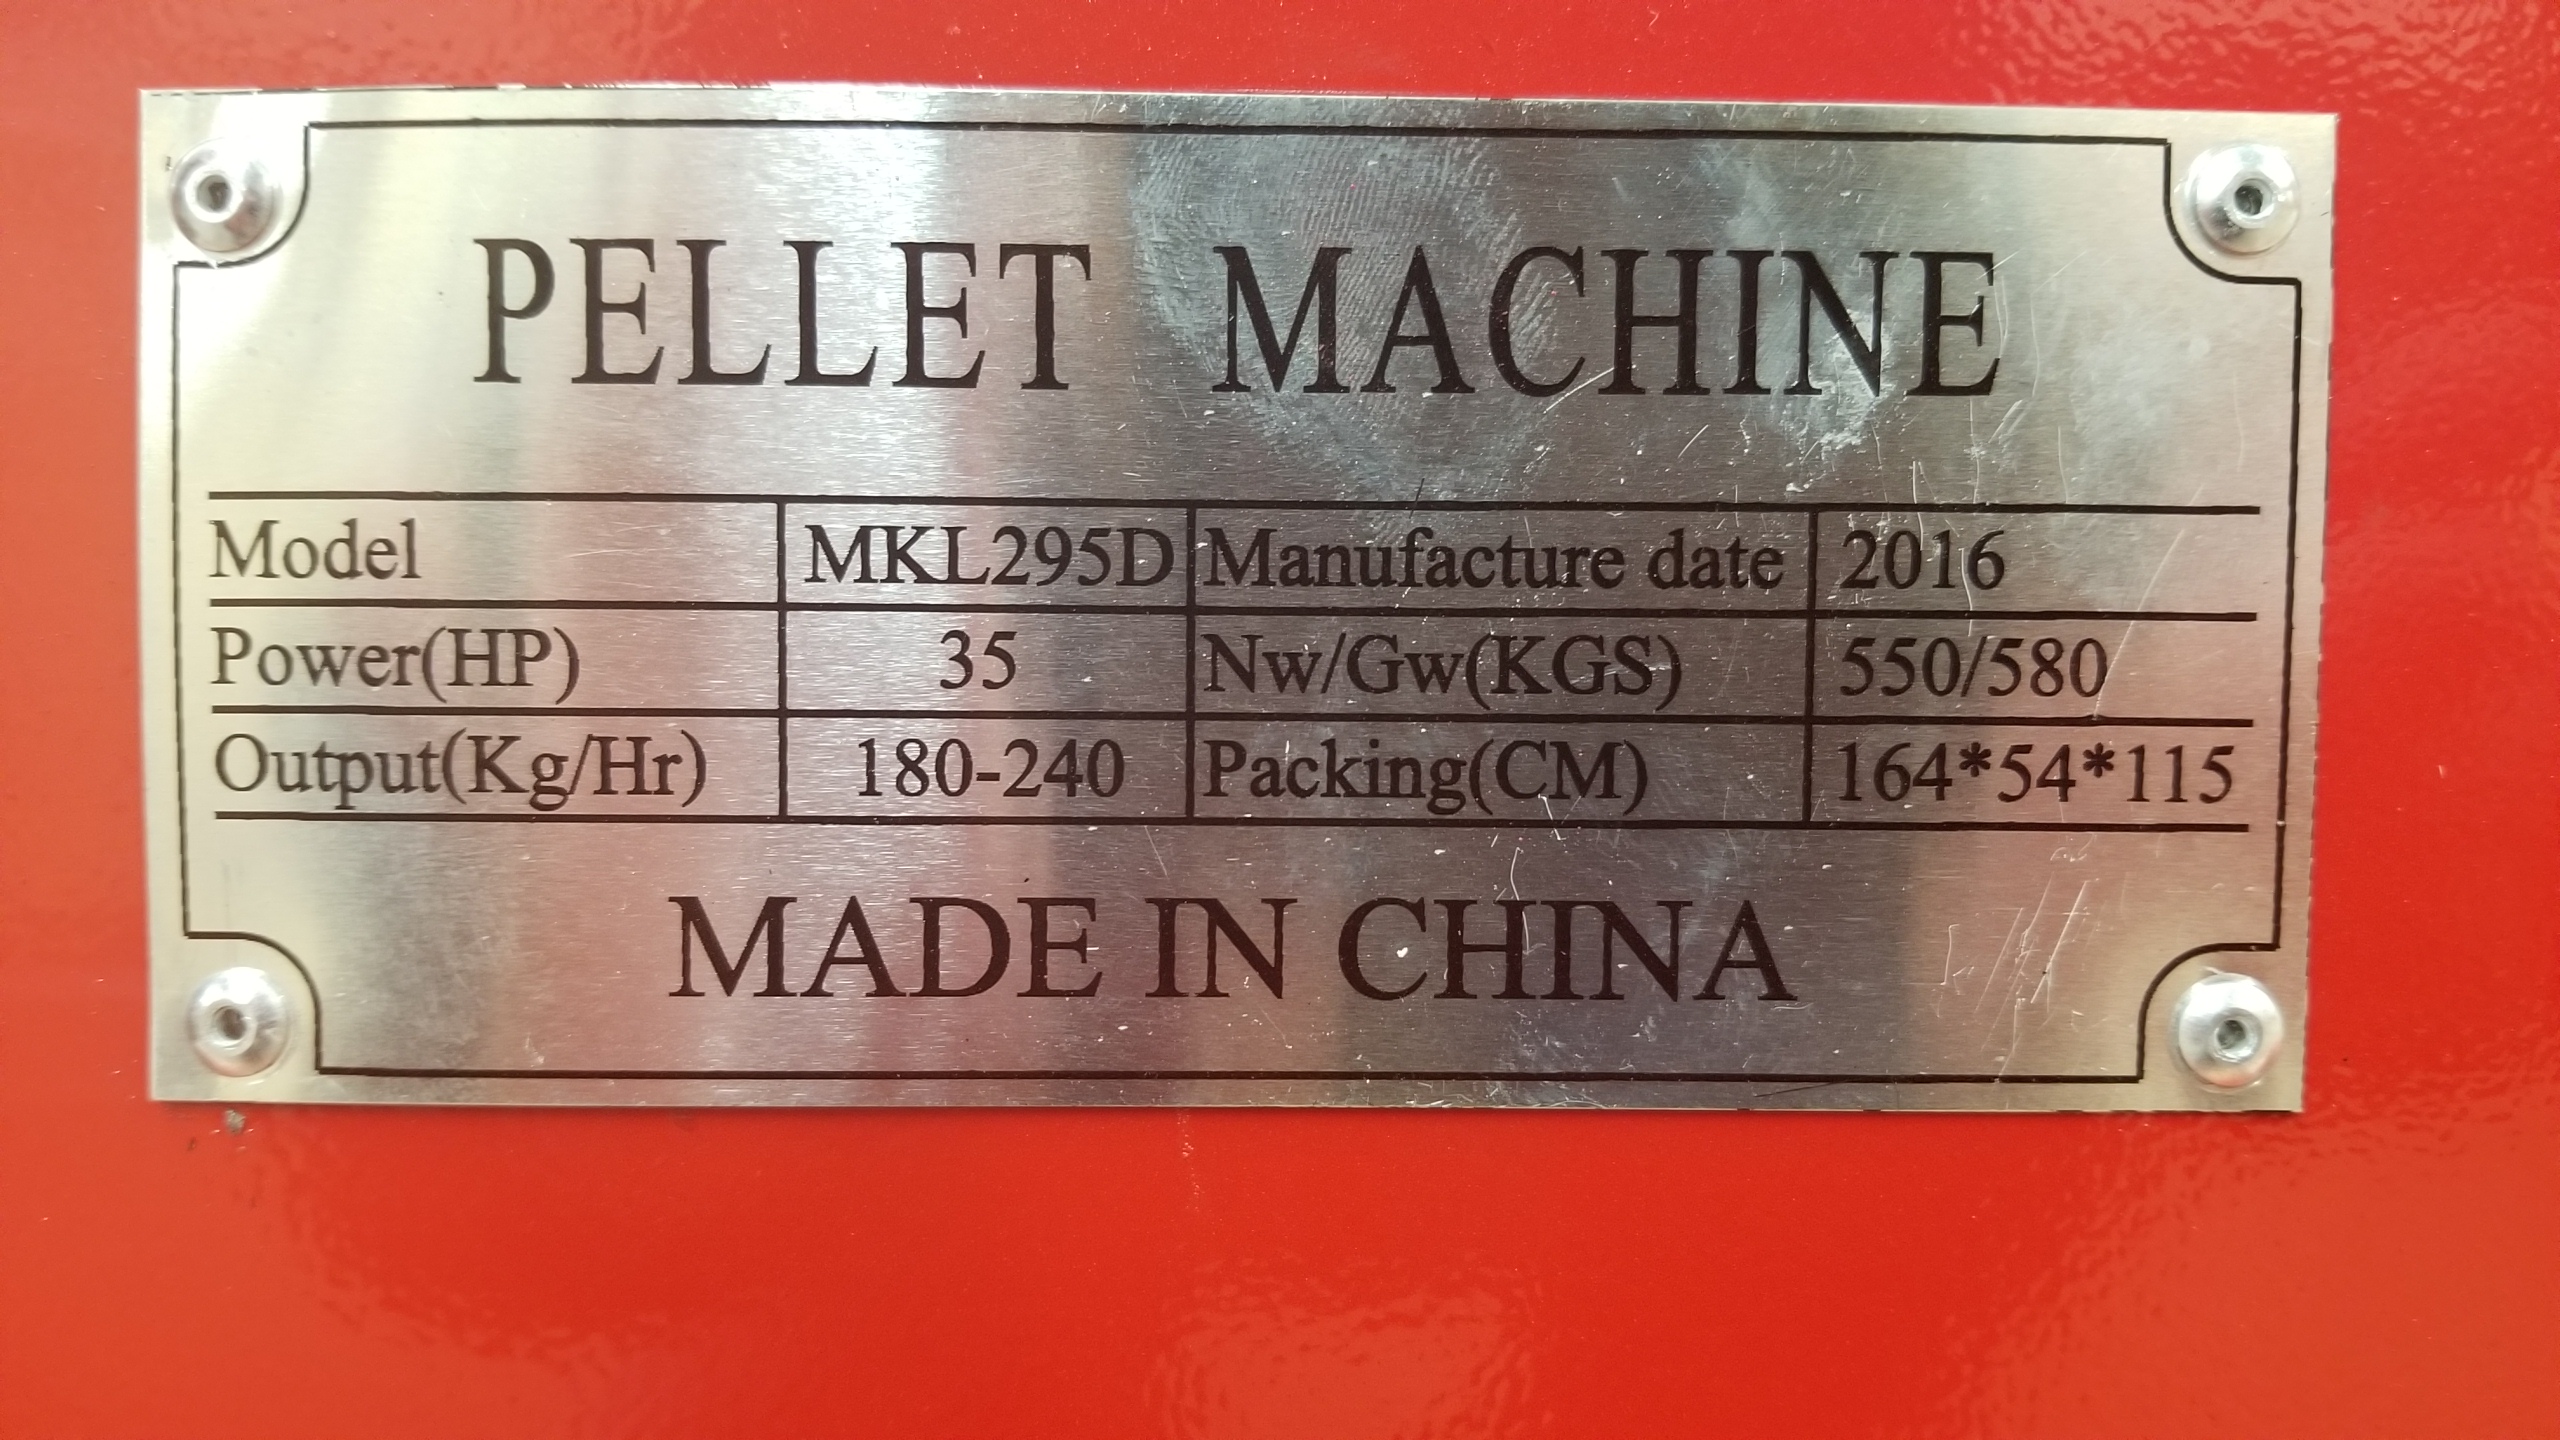 PELLET MACHINE
Model MKL295D Manufacture date 2016
Power(HP) 35 Nw/Gw(KGS) 550/580
Output(Kg/Hr) 180-240 Packing(CM) 164*54*115
MADE IN CHINA